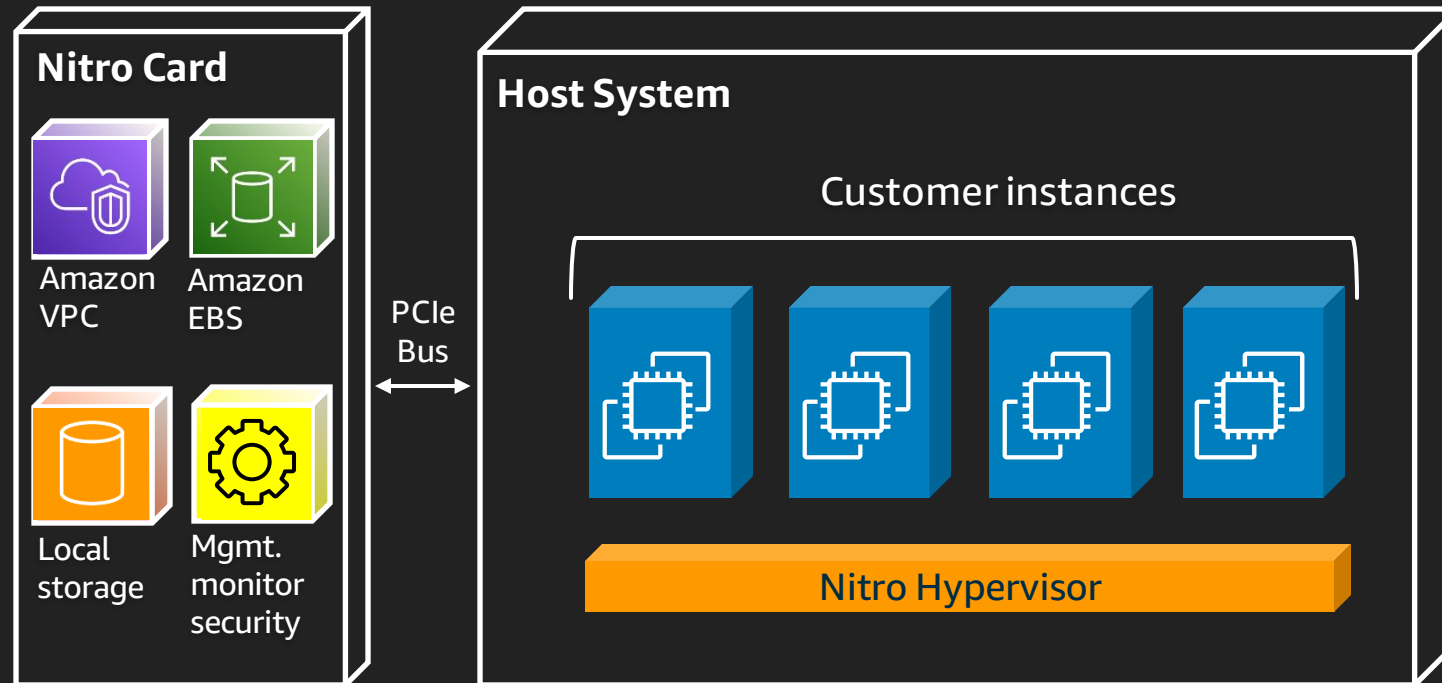 Nitro Card
Amazon
VPC
Amazon
EBS
Local
storage
Mgmt.
monitor
security
PCIe
Bus
Host System
Customer instances
Nitro Hypervisor